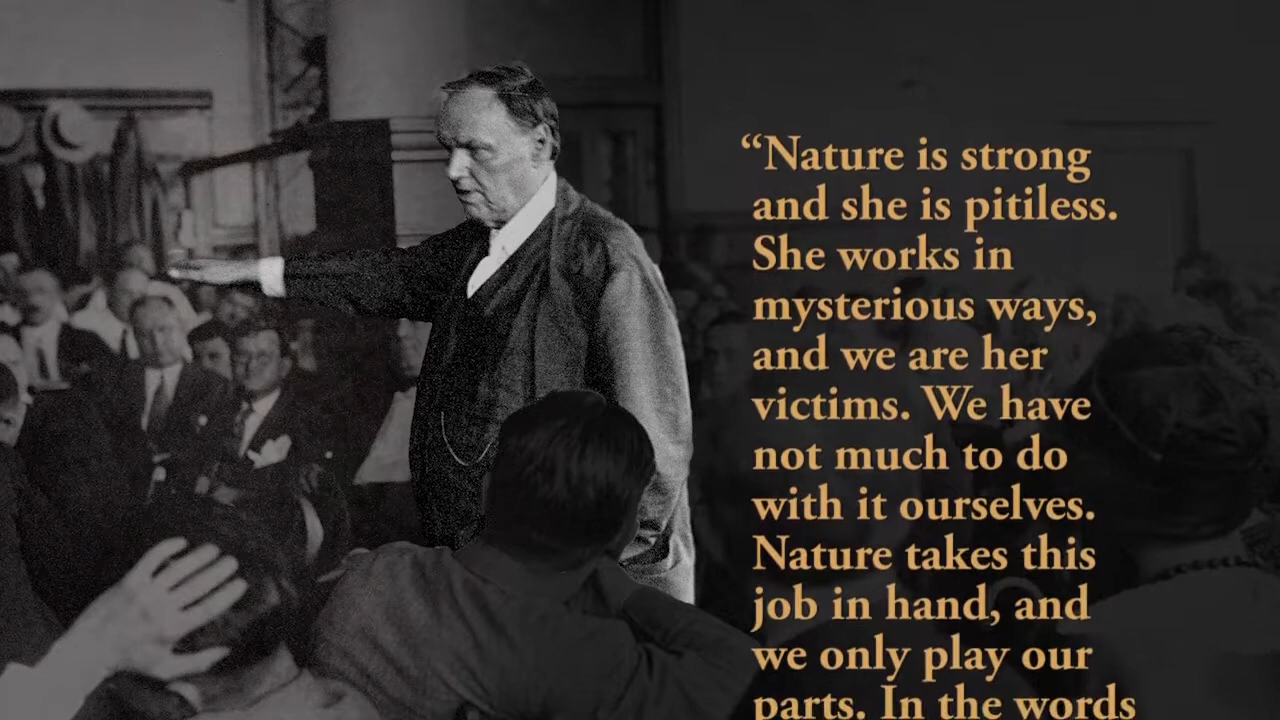 “Nature is strong
and she is pitiless.
She works in
mysterious ways,
and we are her
victims. We have
not much to do
with it ourselves.
Nature takes this
job in hand, and
we only play our
parts. In the words